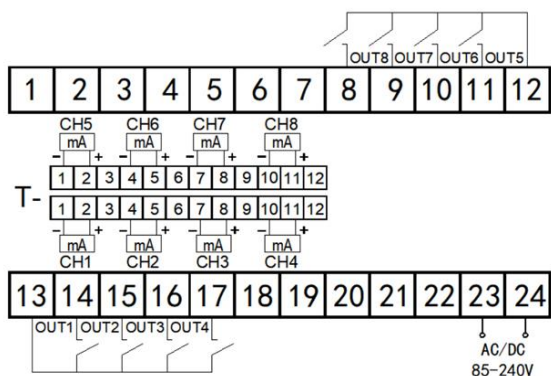 OUT8 OUT7 OUT6 OUT5
1 2 3 4 5 6 7 8 9 10 11 12
CH5 CH6 CH7 CH8
mA mA mA mA
- + - + - + - +
1 2 3 4 5 6 7 8 9 10 11 12
T-
1 2 3 4 5 6 7 8 9 10 11 12
- + - + - + - +
mA mA mA mA
CH1 CH2 CH3 CH4
13 14 15 16 17 18 19 20 21 22 23 24
OUT1 OUT2 OUT3 OUT4
AC/DC
85-240V